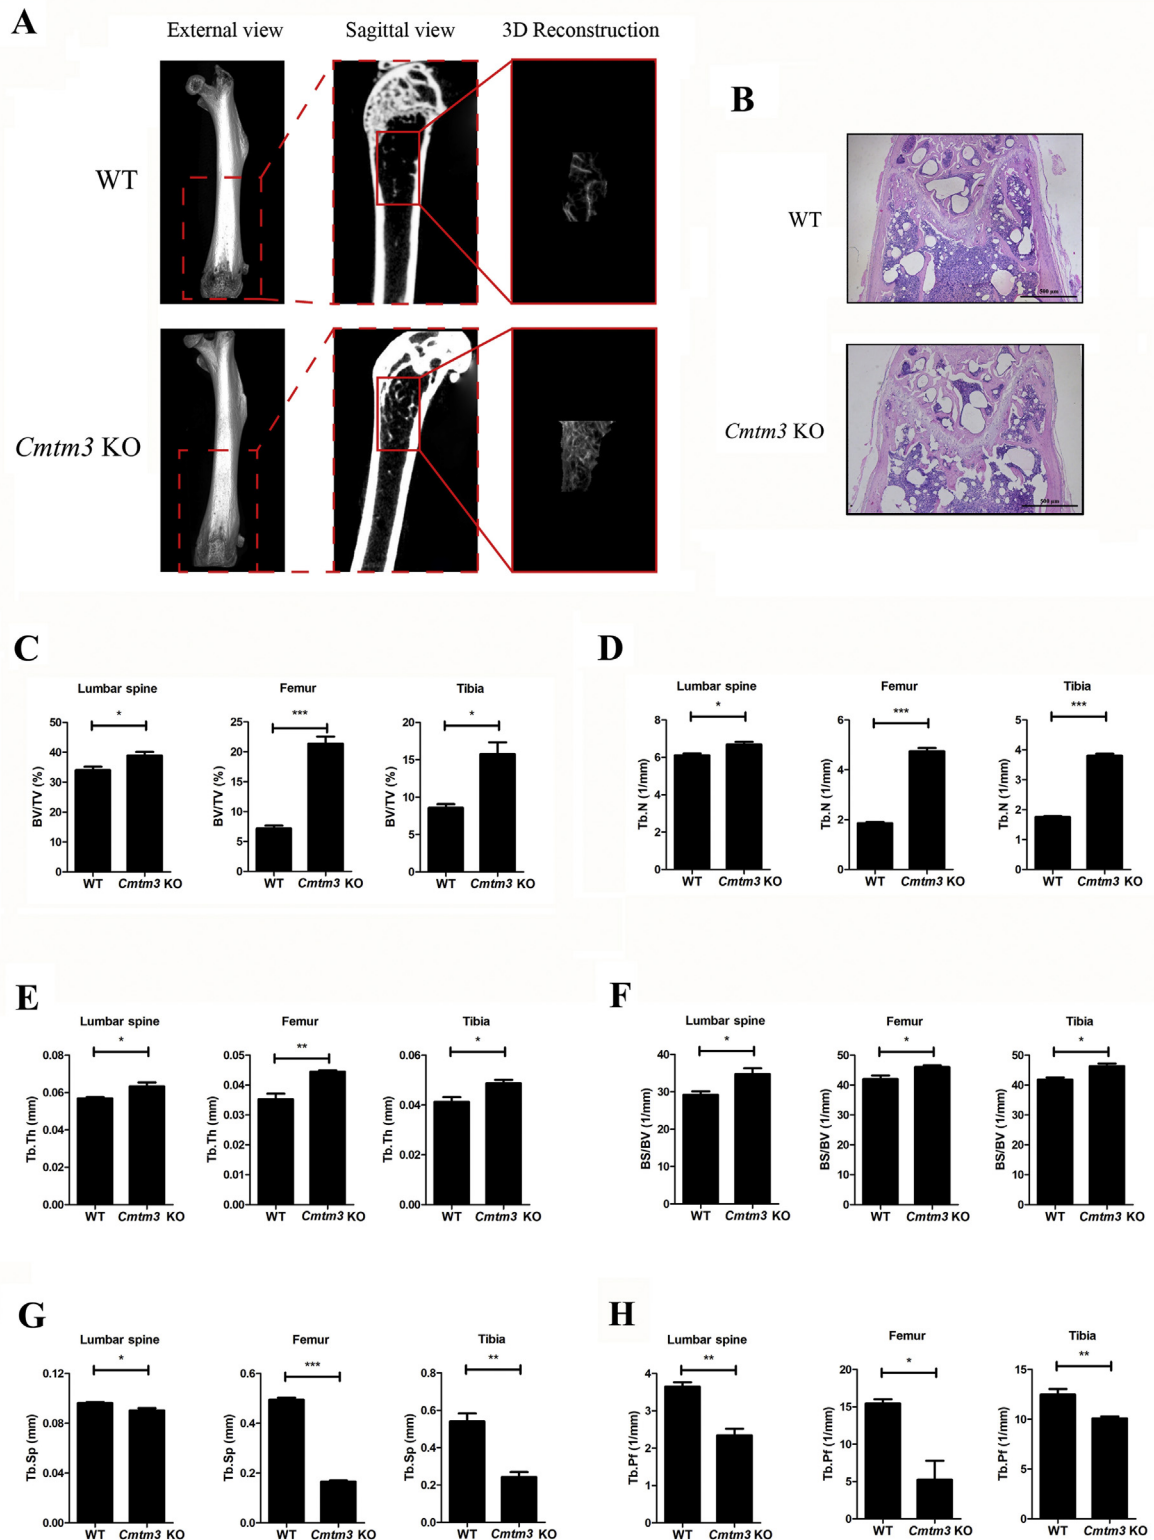 A
External view
Sagittal view
3D Reconstruction
WT
Cmtm3 KO
B
WT
500 μm
Cmtm3 KO
500 μm
C
Lumbar spine
*
BV/TV (%)
50
40
30
20
10
0
WT
Cmtm3 KO
Femur
***
BV/TV (%)
25
20
15
10
5
0
WT
Cmtm3 KO
Tibia
*
BV/TV (%)
20
15
10
5
0
WT
Cmtm3 KO
D
Lumbar spine
*
Tb.N (1/mm)
8
6
4
2
0
WT
Cmtm3 KO
Femur
***
Tb.N (1/mm)
6
4
2
0
WT
Cmtm3 KO
Tibia
***
Tb.N (1/mm)
5
4
3
2
1
0
WT
Cmtm3 KO
E
Lumbar spine
*
Tb.Th (mm)
0.08
0.06
0.04
0.02
0.00
WT
Cmtm3 KO
Femur
**
Tb.Th (mm)
0.05
0.04
0.03
0.02
0.01
0.00
WT
Cmtm3 KO
Tibia
*
Tb.Th (mm)
0.06
0.04
0.02
0.00
WT
Cmtm3 KO
F
Lumbar spine
*
BS/BV (1/mm)
40
30
20
10
0
WT
Cmtm3 KO
Femur
*
BS/BV (1/mm)
50
40
30
20
10
0
WT
Cmtm3 KO
Tibia
*
BS/BV (1/mm)
50
40
30
20
10
0
WT
Cmtm3 KO
G
Lumbar spine
*
Tb.Sp (mm)
0.12
0.08
0.04
0.00
WT
Cmtm3 KO
Femur
***
Tb.Sp (mm)
0.6
0.4
0.2
0.0
WT
Cmtm3 KO
Tibia
**
Tb.Sp (mm)
0.8
0.6
0.4
0.2
0.0
WT
Cmtm3 KO
H
Lumbar spine
**
Tb.Pf (1/mm)
4
3
2
1
0
WT
Cmtm3 KO
Femur
*
Tb.Pf (1/mm)
20
15
10
5
0
WT
Cmtm3 KO
Tibia
**
Tb.Pf (1/mm)
15
10
5
0
WT
Cmtm3 KO